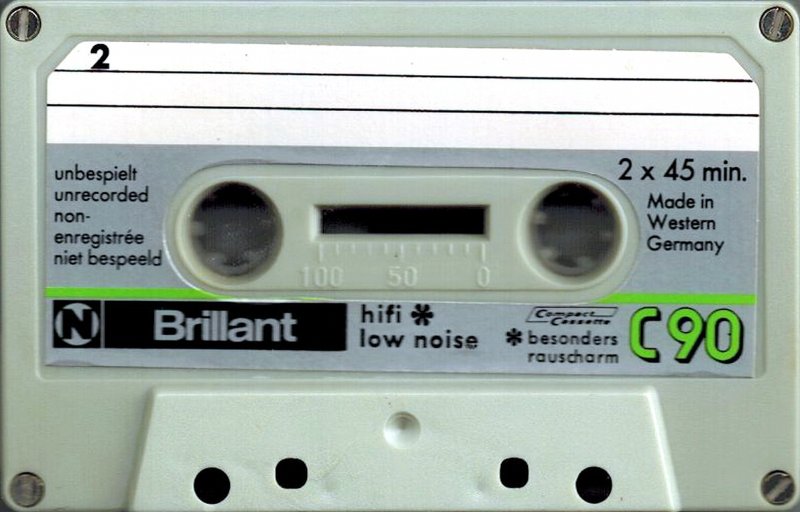 2
unbespielt
unrecorded
non-
enregistrée
niet bespeeld
2 x 45 min.
Made in
Western
Germany
100 50 0
N Brillant
hifi *
low noise
Compact
Cassette
* besonders
rauscharm
C 90